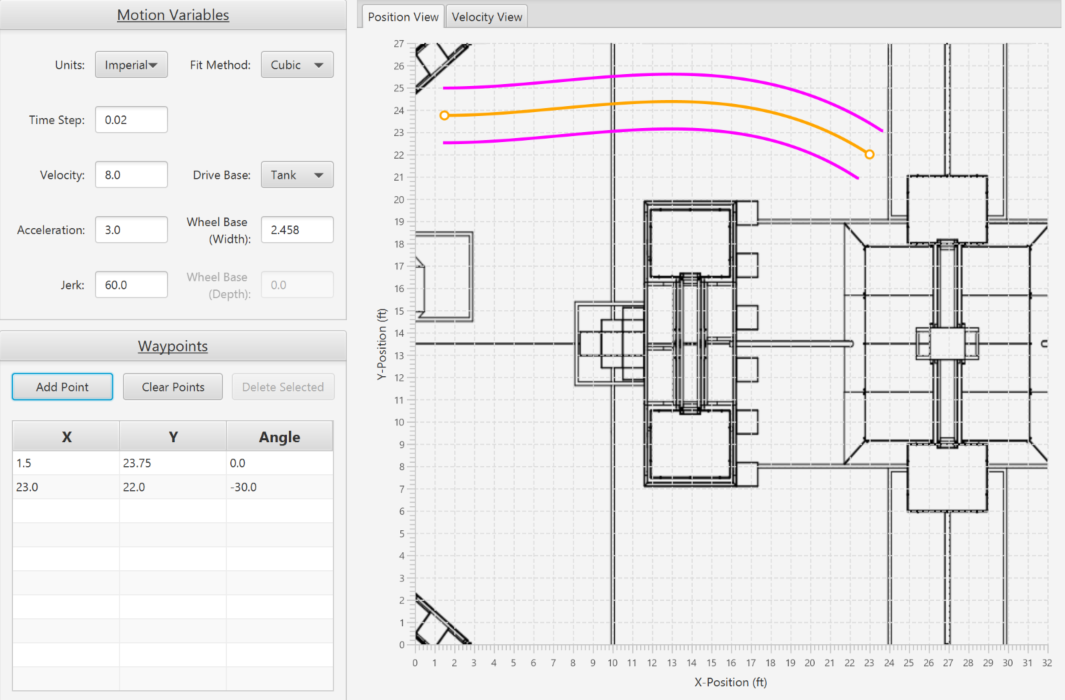 Motion Variables
Units: Imperial Fit Method: Cubic
Time Step: 0.02
Velocity: 8.0 Drive Base: Tank
Acceleration: 3.0 Wheel Base (Width): 2.458
Jerk: 60.0 Wheel Base (Depth): 0.0
Waypoints
Add Point Clear Points Delete Selected
X Y Angle
1.5 23.75 0.0
23.0 22.0 -30.0
Position View Velocity View
27
26
25
24
23
22
21
20
19
18
17
16
15
14
13
12
11
10
9
8
7
6
5
4
3
2
1
0
Y-Position (ft)
0 1 2 3 4 5 6 7 8 9 10 11 12 13 14 15 16 17 18 19 20 21 22 23 24 25 26 27 28 29 30 31 32
X-Position (ft)